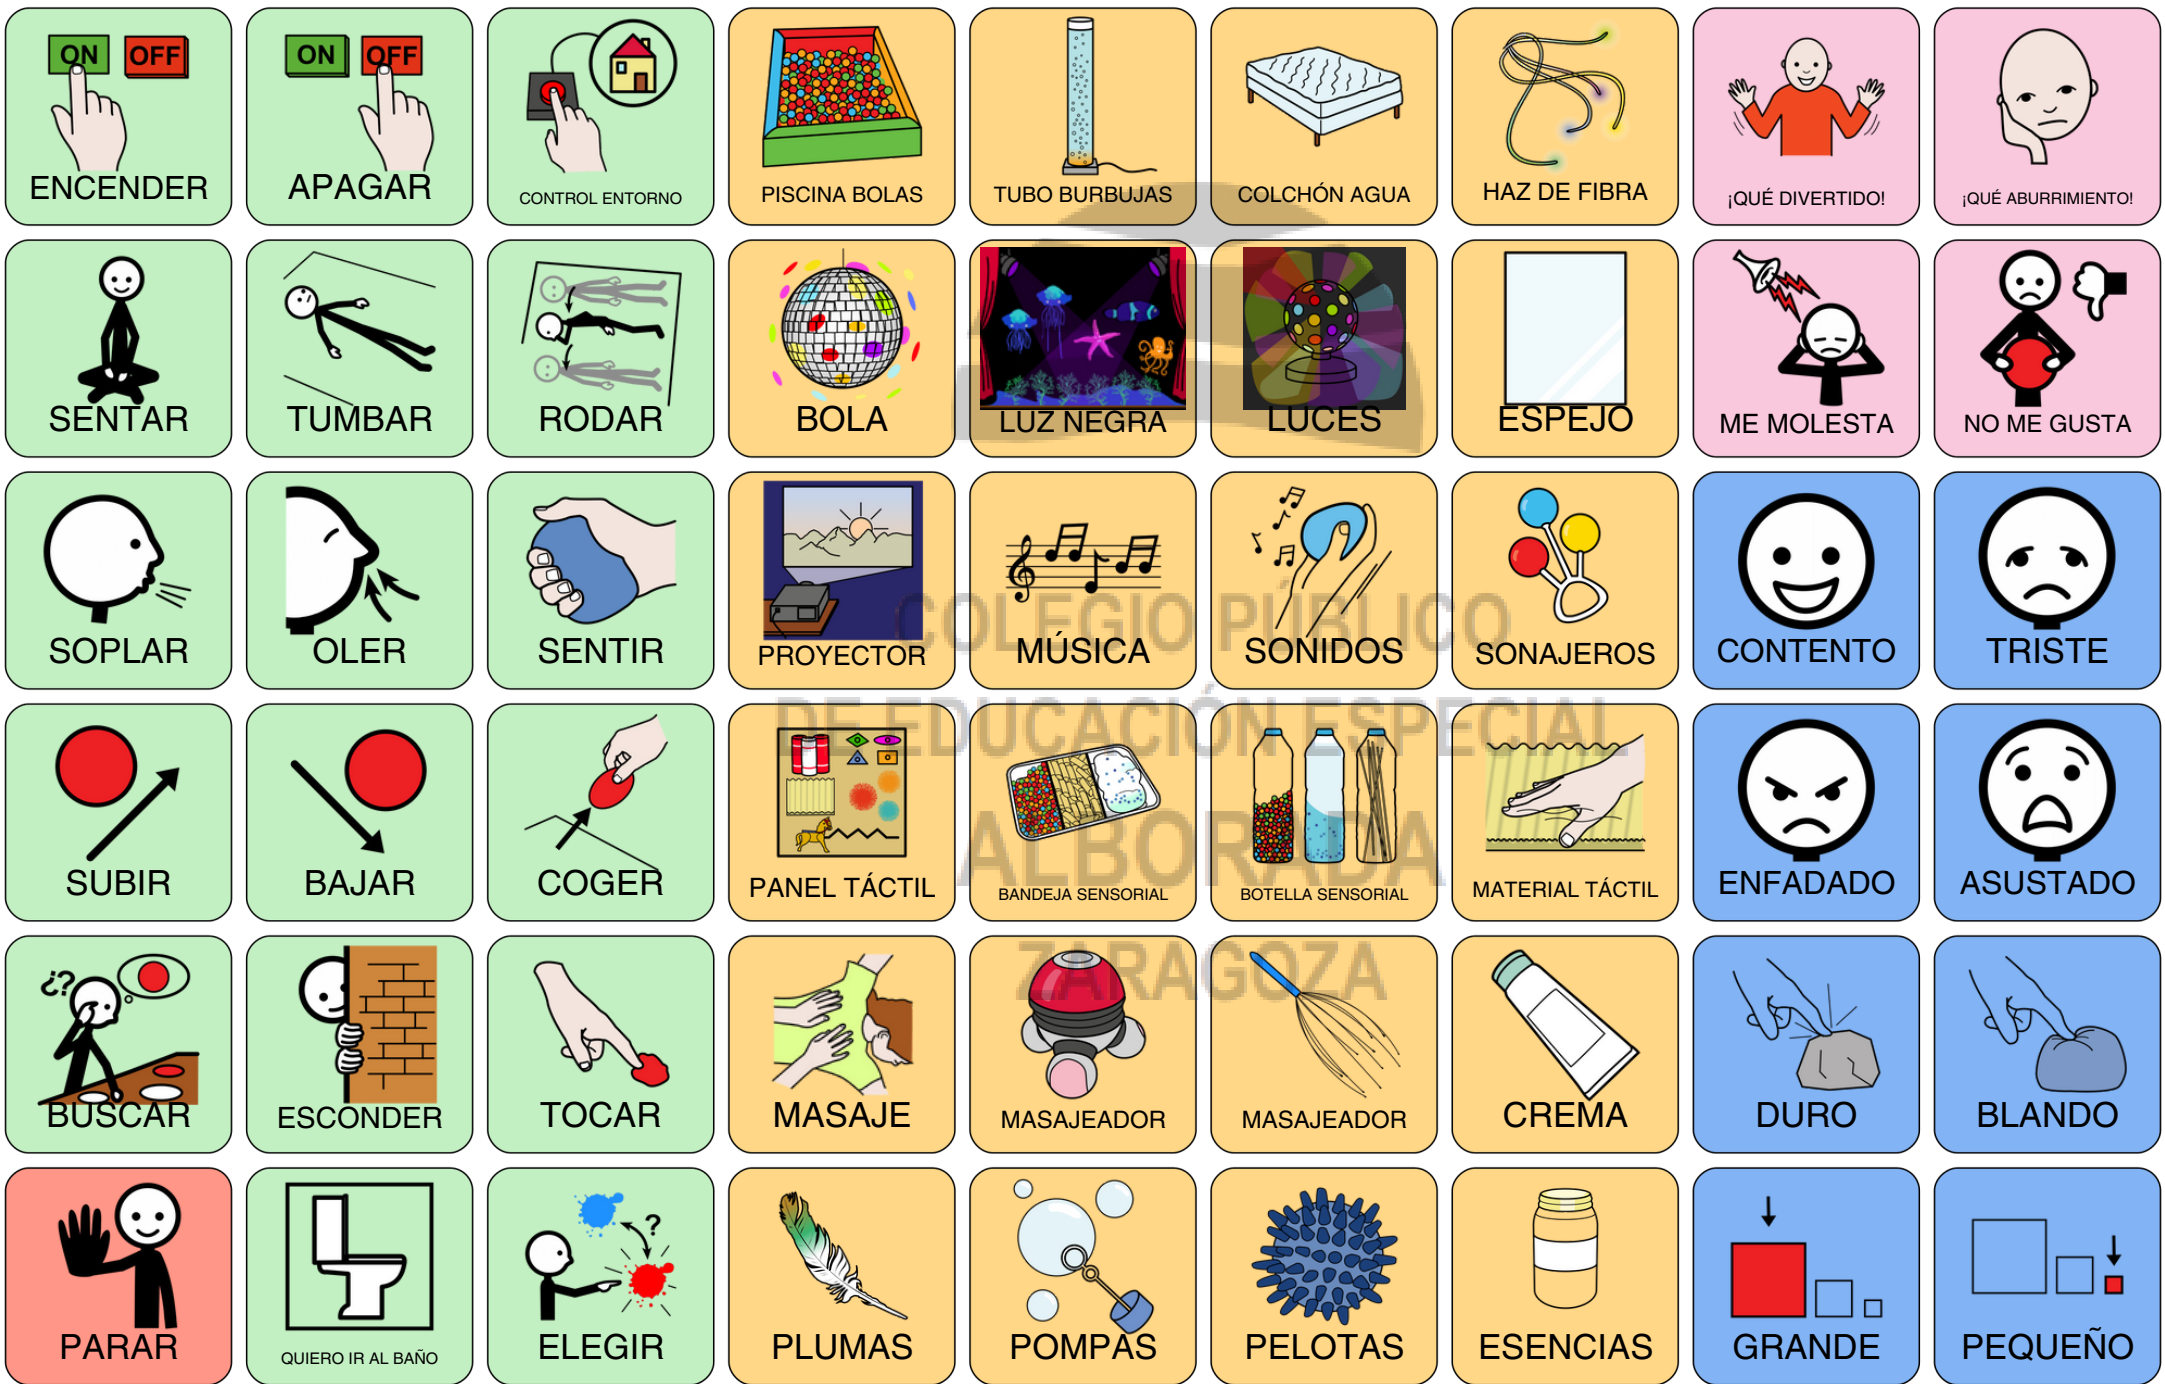 ON OFF
ENCENDER
ON OFF
APAGAR
CONTROL ENTORNO
PISCINA BOLAS
TUBO BURBUJAS
COLCHÓN AGUA
HAZ DE FIBRA
¡QUÉ DIVERTIDO!
¡QUÉ ABURRIMIENTO!
SENTAR
TUMBAR
RODAR
BOLA
LUZ NEGRA
LUCES
ESPEJO
ME MOLESTA
NO ME GUSTA
SOPLAR
OLER
SENTIR
PROYECTOR
MÚSICA
SONIDOS
SONAJEROS
CONTENTO
TRISTE
SUBIR
BAJAR
COGER
PANEL TÁCTIL
BANDEJA SENSORIAL
BOTELLA SENSORIAL
MATERIAL TÁCTIL
ENFADADO
ASUSTADO
¿?
BUSCAR
ESCONDER
TOCAR
MASAJE
MASAJEADOR
MASAJEADOR
CREMA
DURO
BLANDO
PARAR
QUIERO IR AL BAÑO
?
ELEGIR
PLUMAS
POMPAS
PELOTAS
ESENCIAS
GRANDE
PEQUEÑO
COLEGIO PÚBLICO
DE EDUCACIÓN ESPECIAL
ALBORADA
ZARAGOZA